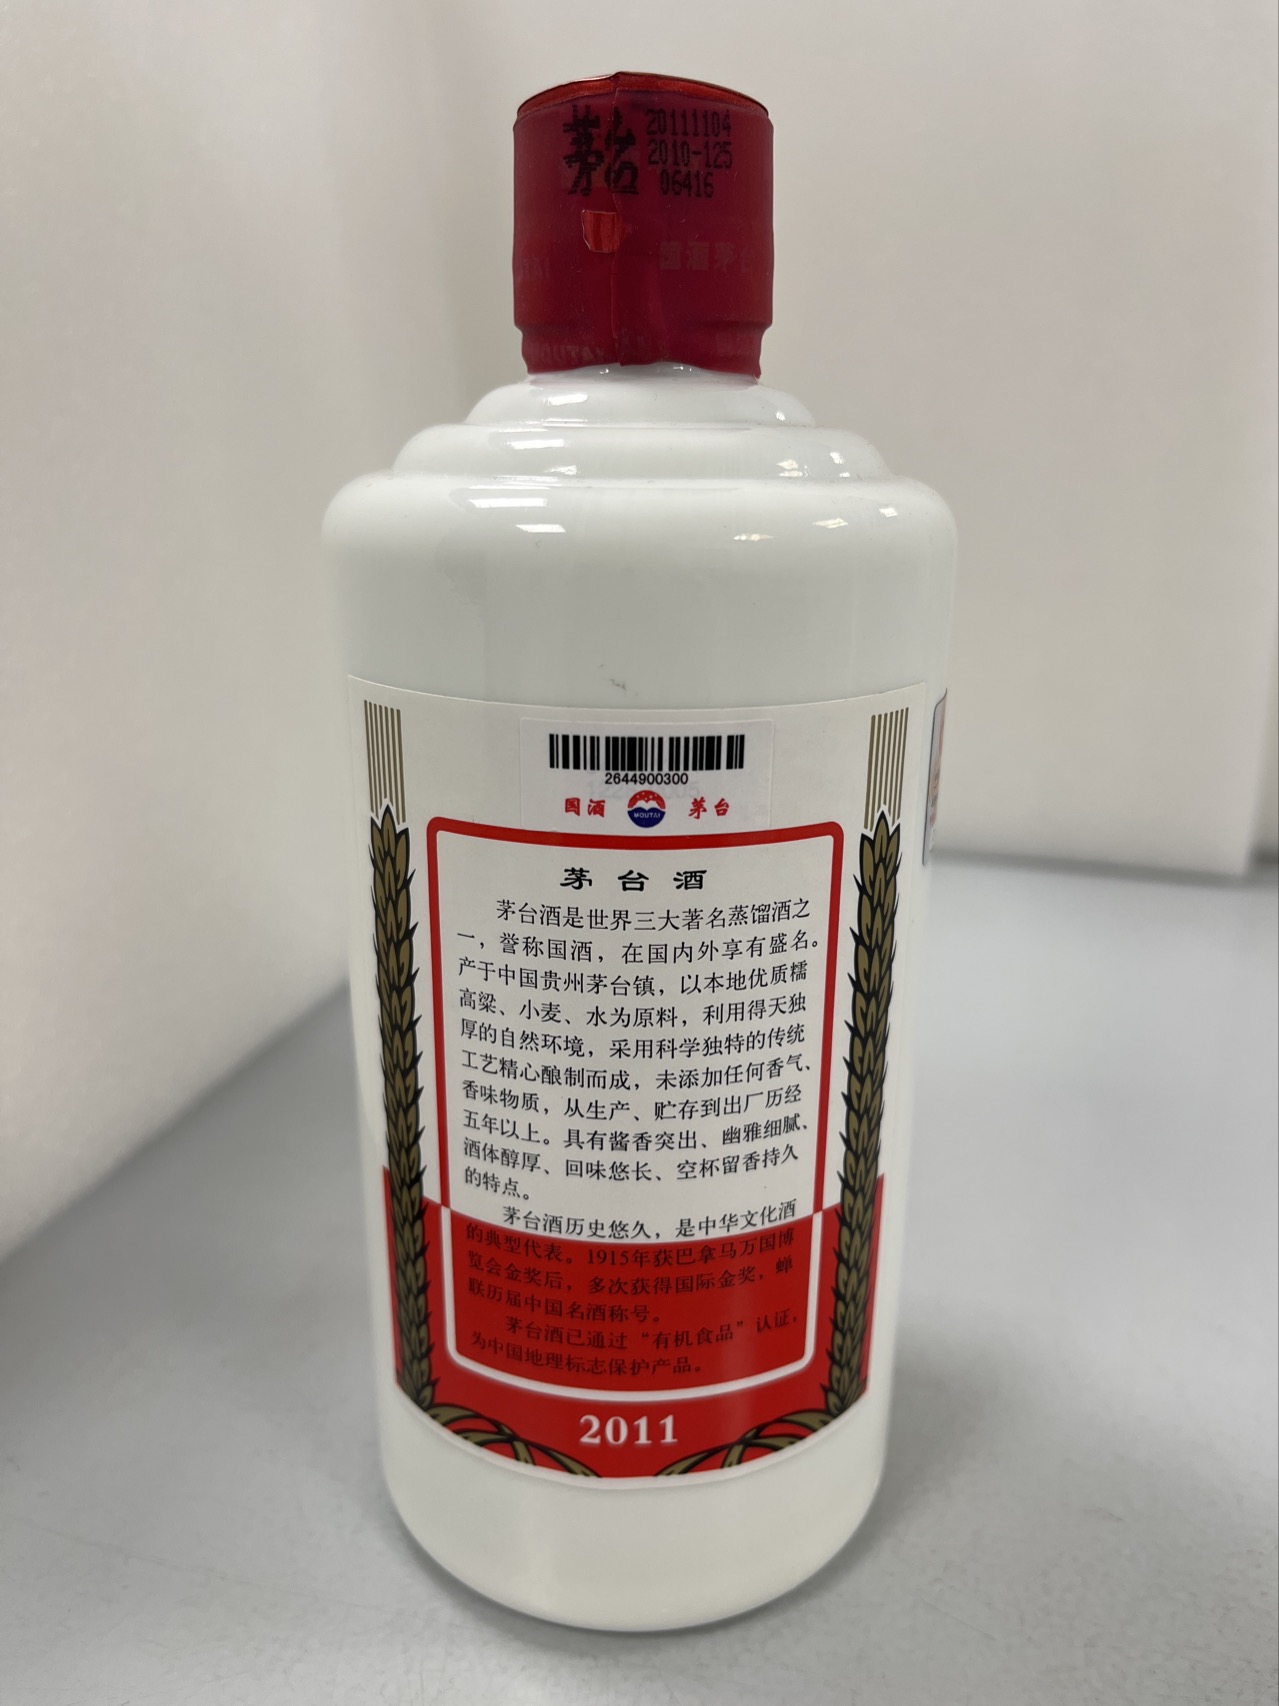 茅台
20111104
2010-125
06416
2644900300
国酒
MOUTAI
茅台
茅台酒
茅台酒是世界三大著名蒸馏酒之
一，誉称国酒，在国内外享有盛名。
产于中国贵州茅台镇，以本地优质糯
高粱、小麦、水为原料，利用得天独
厚的自然环境，采用科学独特的传统
工艺精心酿制而成，未添加任何香气、
香味物质，从生产、贮存到出厂历经
五年以上。具有酱香突出、幽雅细腻、
酒体醇厚、回味悠长、空杯留香持久
的特点。
茅台酒历史悠久，是中华文化酒
的典型代表。1915年获巴拿马万国博
览会金奖后，多次获得国际金奖，蝉
联历届中国名酒称号。
茅台酒已通过“有机食品”认证，
为中国地理标志保护产品。
2011